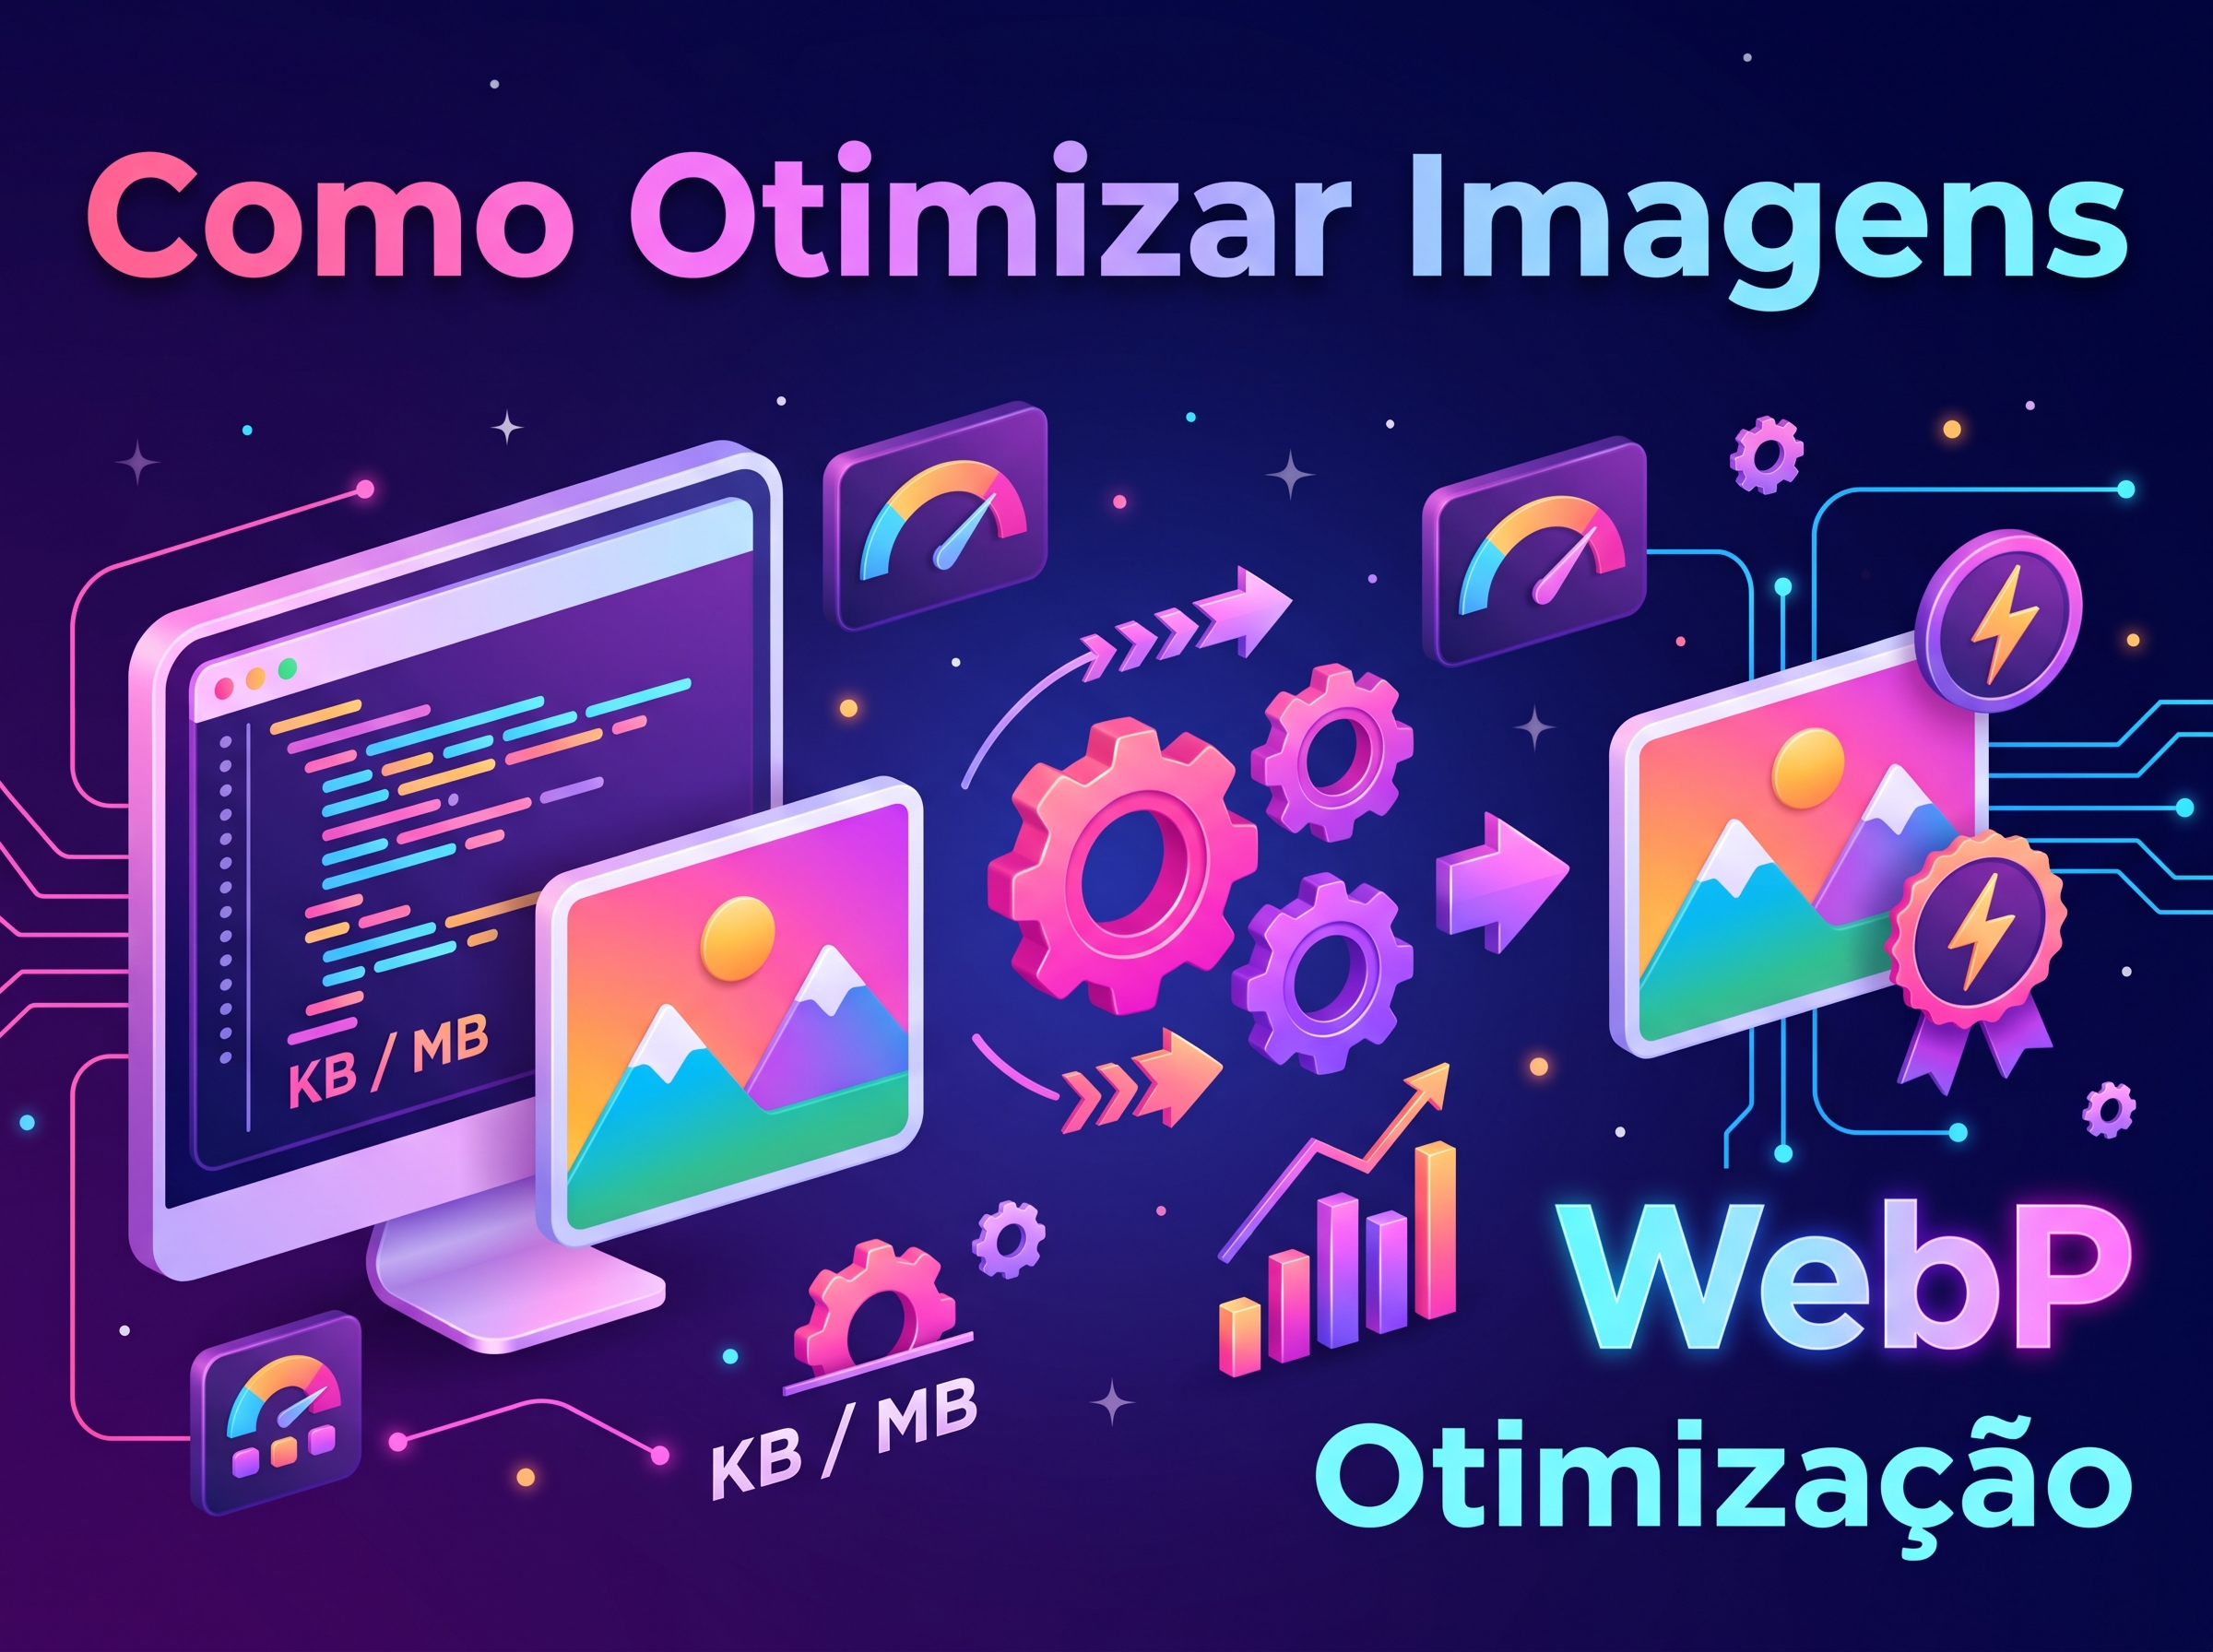 Como Otimizar Imagens
KB / MB
KB / MB
WebP
Otimização